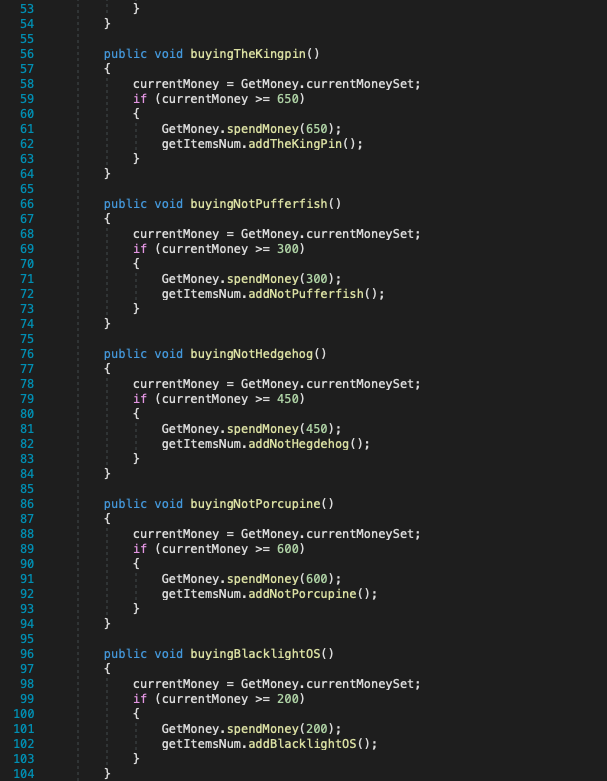 53 }
54 }
55
56 public void buyingTheKingpin()
57 {
58 currentMoney = GetMoney.currentMoneySet;
59 if (currentMoney >= 650)
60 {
61 GetMoney.spendMoney(650);
62 getItemsNum.addTheKingPin();
63 }
64 }
65
66 public void buyingNotPufferfish()
67 {
68 currentMoney = GetMoney.currentMoneySet;
69 if (currentMoney >= 300)
70 {
71 GetMoney.spendMoney(300);
72 getItemsNum.addNotPufferfish();
73 }
74 }
75
76 public void buyingNotHedgehog()
77 {
78 currentMoney = GetMoney.currentMoneySet;
79 if (currentMoney >= 450)
80 {
81 GetMoney.spendMoney(450);
82 getItemsNum.addNotHegdehog();
83 }
84 }
85
86 public void buyingNotPorcupine()
87 {
88 currentMoney = GetMoney.currentMoneySet;
89 if (currentMoney >= 600)
90 {
91 GetMoney.spendMoney(600);
92 getItemsNum.addNotPorcupine();
93 }
94 }
95
96 public void buyingBlacklightOS()
97 {
98 currentMoney = GetMoney.currentMoneySet;
99 if (currentMoney >= 200)
100 {
101 GetMoney.spendMoney(200);
102 getItemsNum.addBlacklightOS();
103 }
104 }